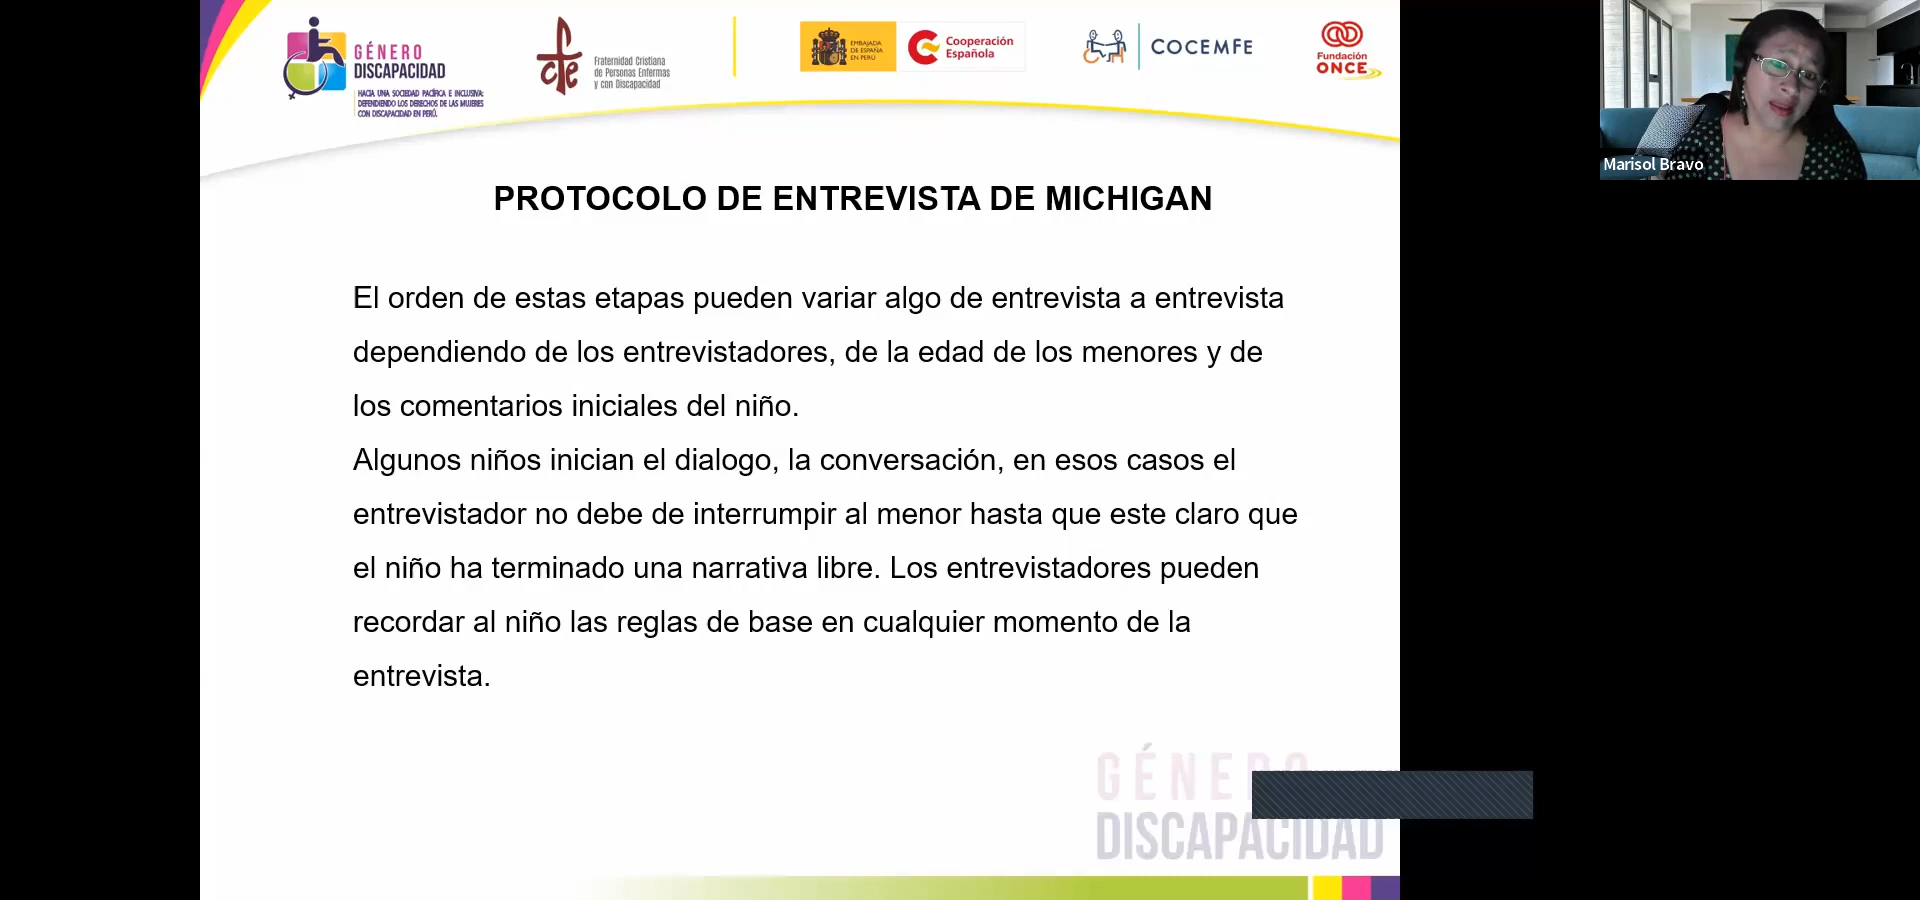 GÉNERO
DISCAPACIDAD
HACIA UNA SOCIEDAD PACÍFICA E INCLUSIVA:
DEFENDIENDO LOS DERECHOS DE LAS MUJERES
CON DISCAPACIDAD EN PERÚ.
cfe
Fraternidad Cristiana
de Personas Enfermas
y con Discapacidad
EMBAJADA
DE ESPAÑA
EN PERÚ
Cooperación
Española
COCEMFE
Fundación
ONCE
Marisol Bravo
PROTOCOLO DE ENTREVISTA DE MICHIGAN
El orden de estas etapas pueden variar algo de entrevista a entrevista
dependiendo de los entrevistadores, de la edad de los menores y de
los comentarios iniciales del niño.
Algunos niños inician el dialogo, la conversación, en esos casos el
entrevistador no debe de interrumpir al menor hasta que este claro que
el niño ha terminado una narrativa libre. Los entrevistadores pueden
recordar al niño las reglas de base en cualquier momento de la
entrevista.
GÉNERO
DISCAPACIDAD